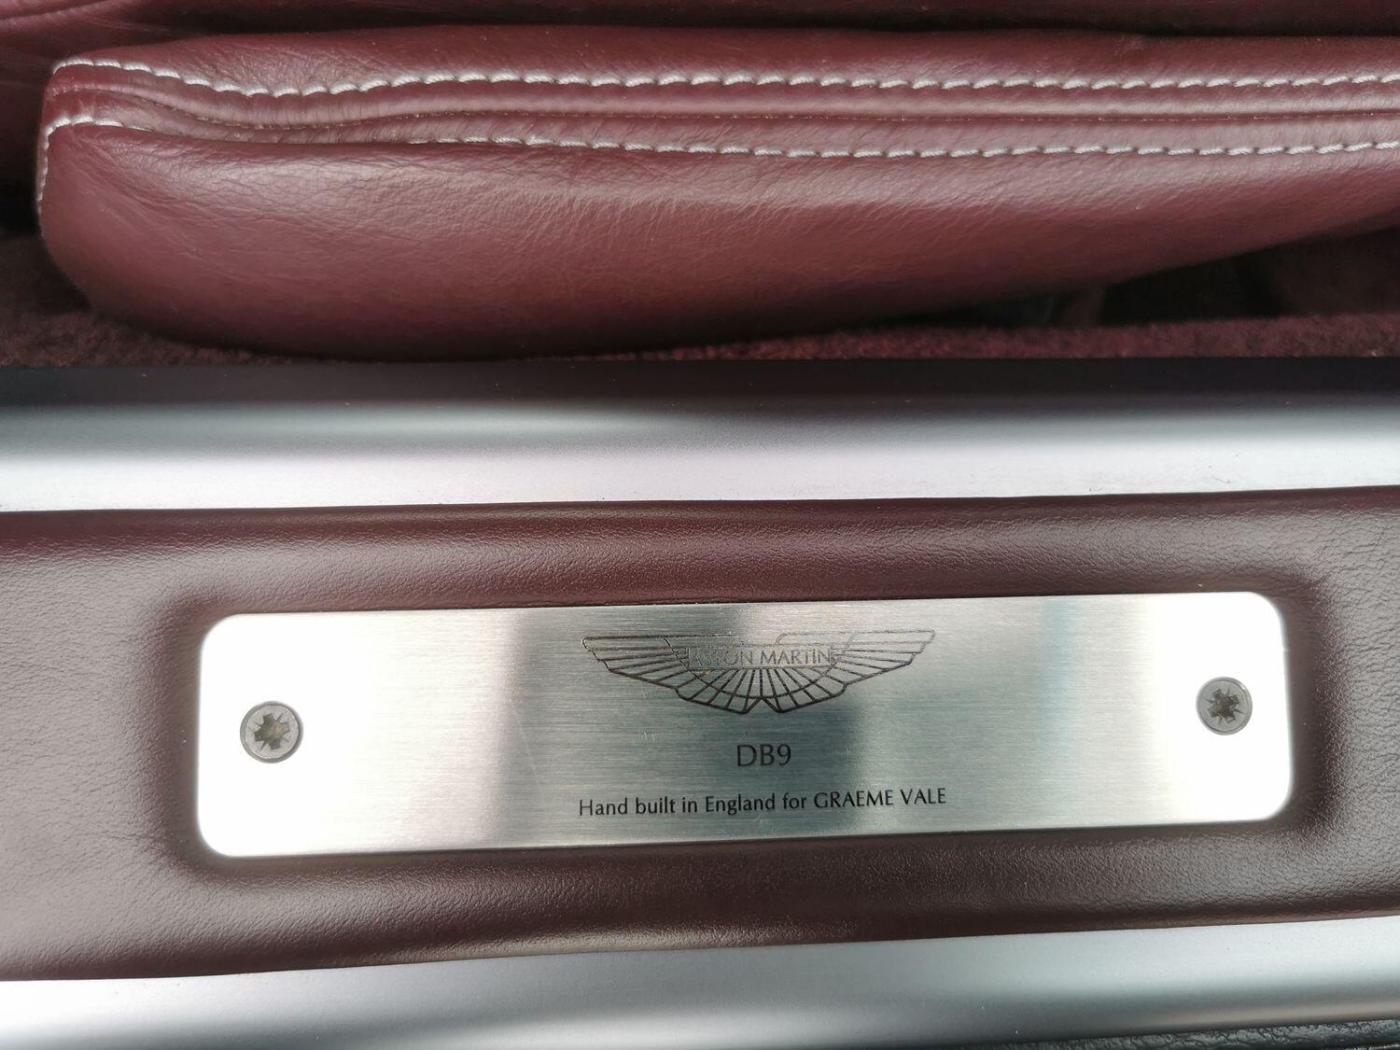 ASTON MARTIN
DB9
Hand built in England for GRAEME VALE